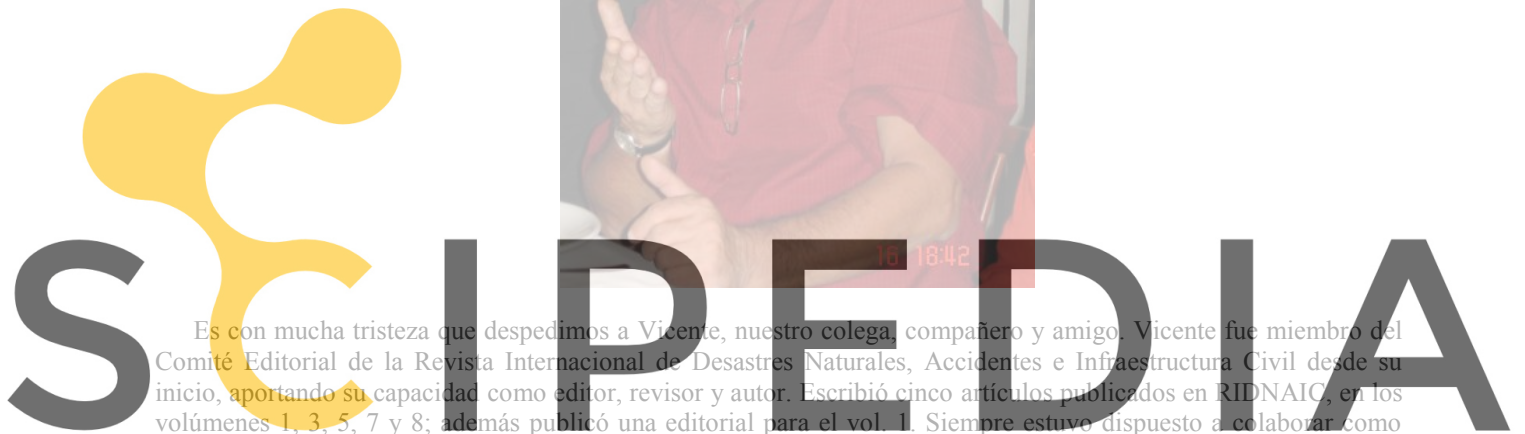 16 18:42
SCIPEDIA
Es con mucha tristeza que despedimos a Vicente, nuestro colega, compañero y amigo. Vicente fue miembro del
Comité Editorial de la Revista Internacional de Desastres Naturales, Accidentes e Infraestructura Civil desde su
inicio, aportando su capacidad como editor, revisor y autor. Escribió cinco artículos publicados en RIDNAIC, en los
volúmenes 1, 3, 5, 7 y 8; además publicó una editorial para el vol. 1. Siempre estuvo dispuesto a colaborar como